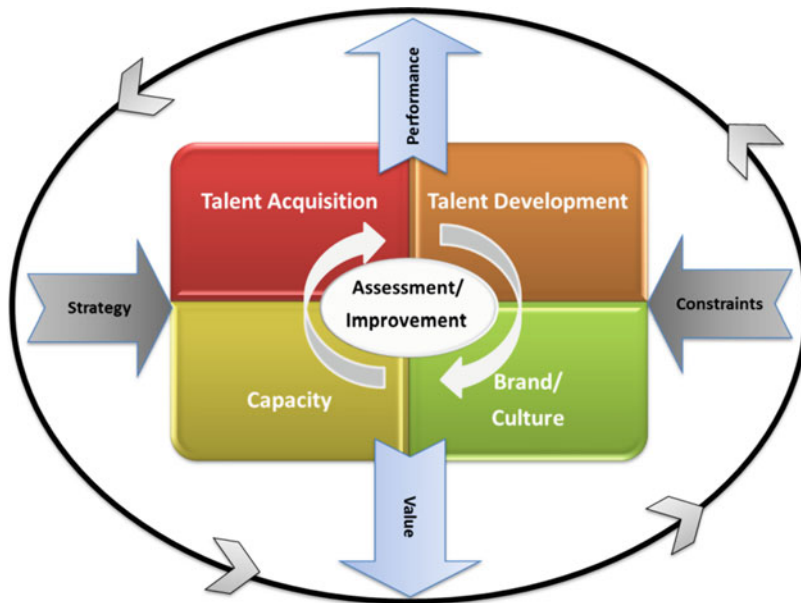 Performance
Talent Acquisition
Talent Development
Strategy
Assessment/
Improvement
Constraints
Capacity
Brand/
Culture
Value